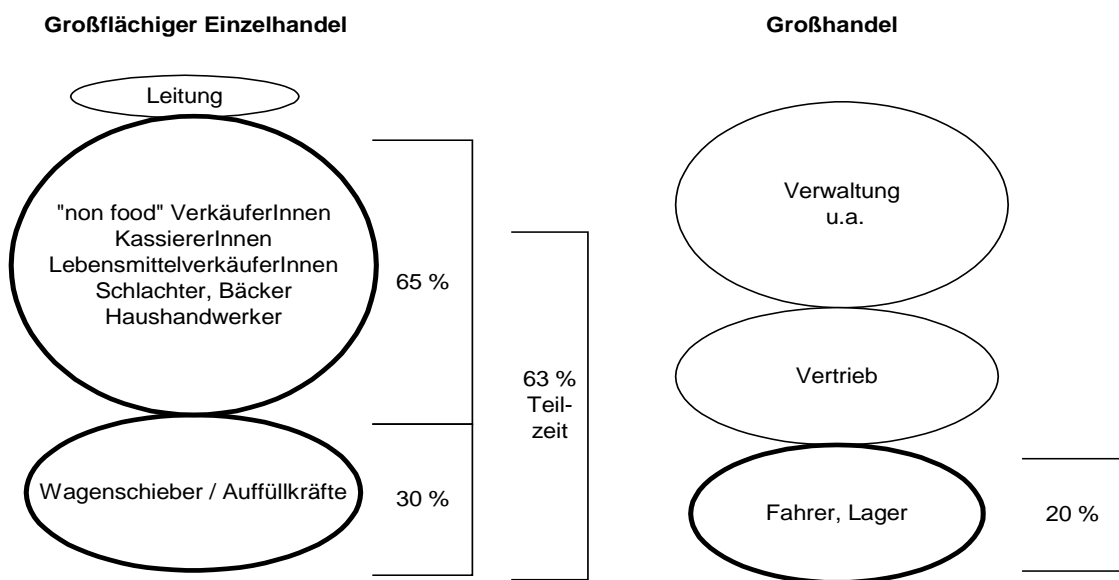 Großflächiger Einzelhandel
Leitung
"non food" VerkäuferInnen
KassiererInnen
LebensmittelverkäuferInnen
Schlachter, Bäcker
Haushandwerker
65 %
Wagenschieber / Auffüllkräfte
30 %
63 %
Teil-
zeit
Großhandel
Verwaltung
u.a.
Vertrieb
Fahrer, Lager
20 %